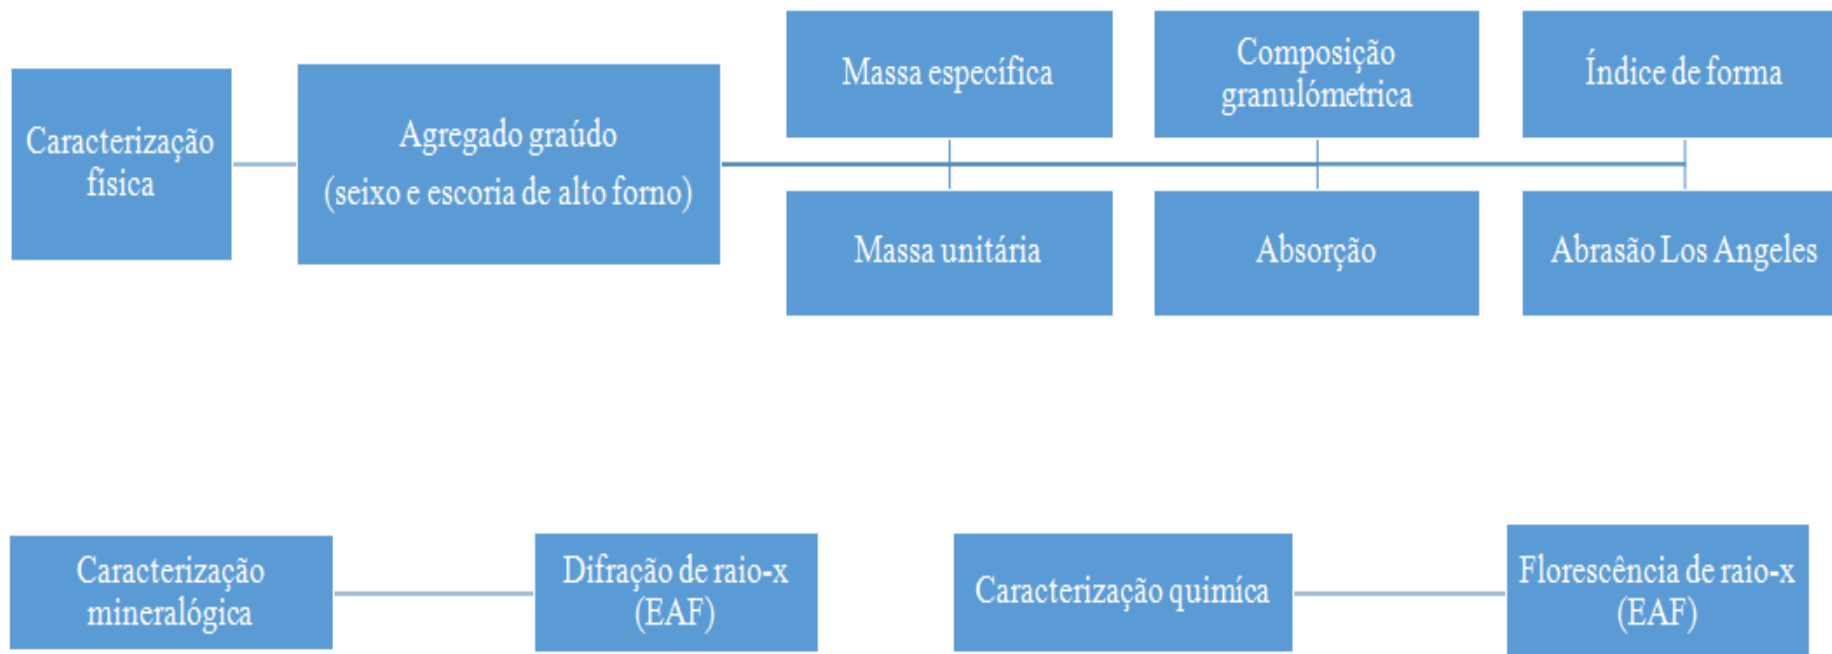 Caracterização
física
Agregado graúdo
(seixo e escoria de alto forno)
Massa específica
Composição
granulómetrica
Índice de forma
Massa unitária
Absorção
Abrasão Los Angeles
Caracterização
mineralógica
Difração de raio-x
(EAF)
Caracterização quimíca
Florescência de raio-x
(EAF)